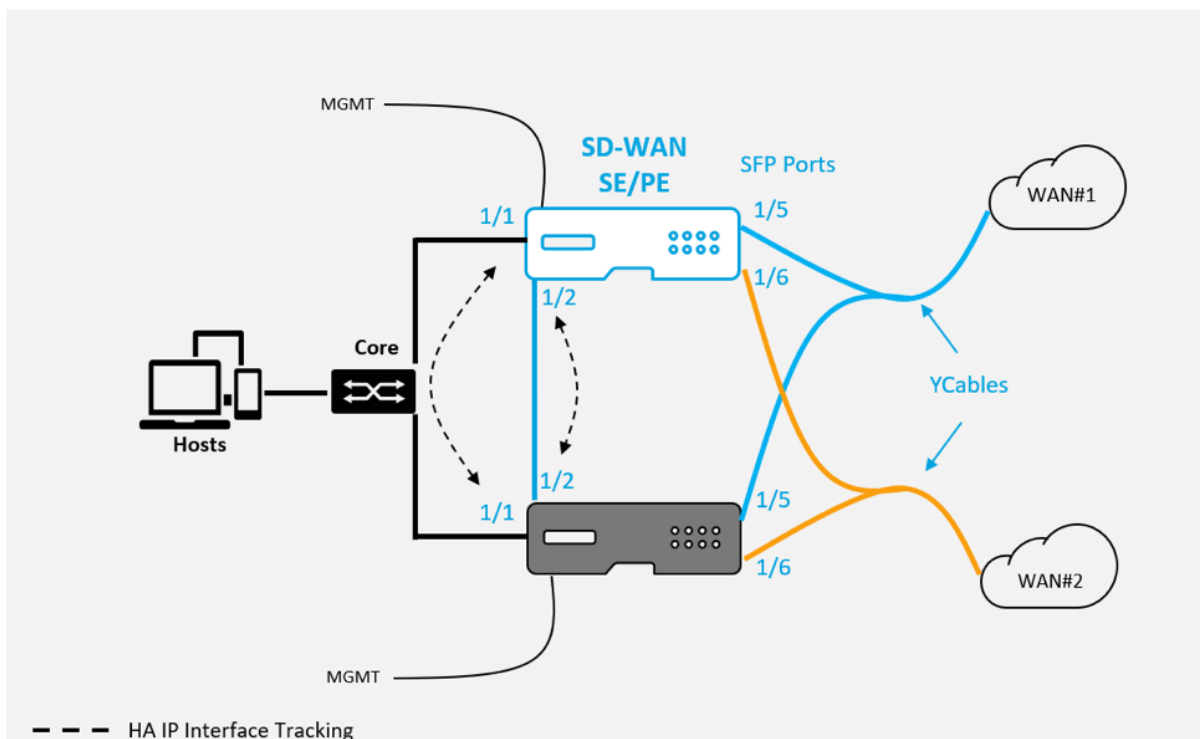 MGMT
SD-WAN
SE/PE
SFP Ports
1/1
1/5
WAN#1
1/6
1/2
Core
YCables
Hosts
1/2
1/1
1/5
1/6
WAN#2
MGMT
HA IP Interface Tracking